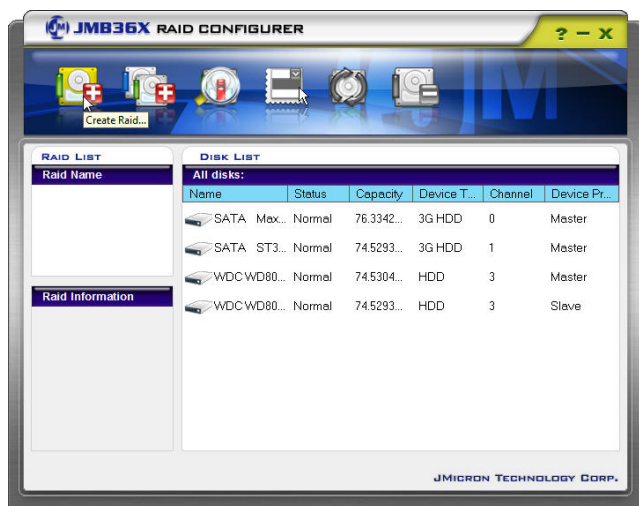 JMB36X RAID CONFIGURER
? – X
Create Raid...
RAID LIST
Raid Name
Raid Information
DISK LIST
All disks:
Name Status Capacity Device T... Channel Device Pr...
SATA Max... Normal 76.3342... 3G HDD 0 Master
SATA ST3... Normal 74.5293... 3G HDD 1 Master
WDC WD80... Normal 74.5304... HDD 3 Master
WDC WD80... Normal 74.5293... HDD 3 Slave
JMICRON TECHNOLOGY CORP.